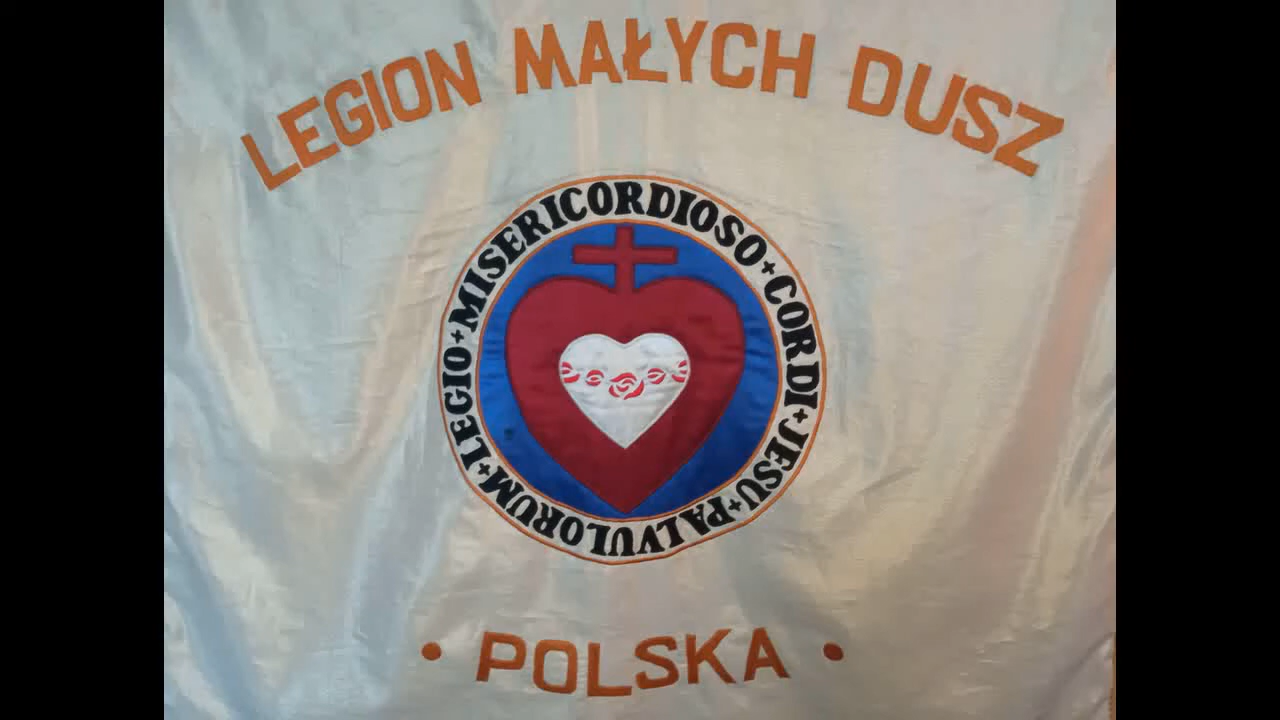 LEGION MAŁYCH DUSZ
LEGIO + MISERICORDIOSO + CORDI + JESU + PALVULORUM +
• POLSKA •